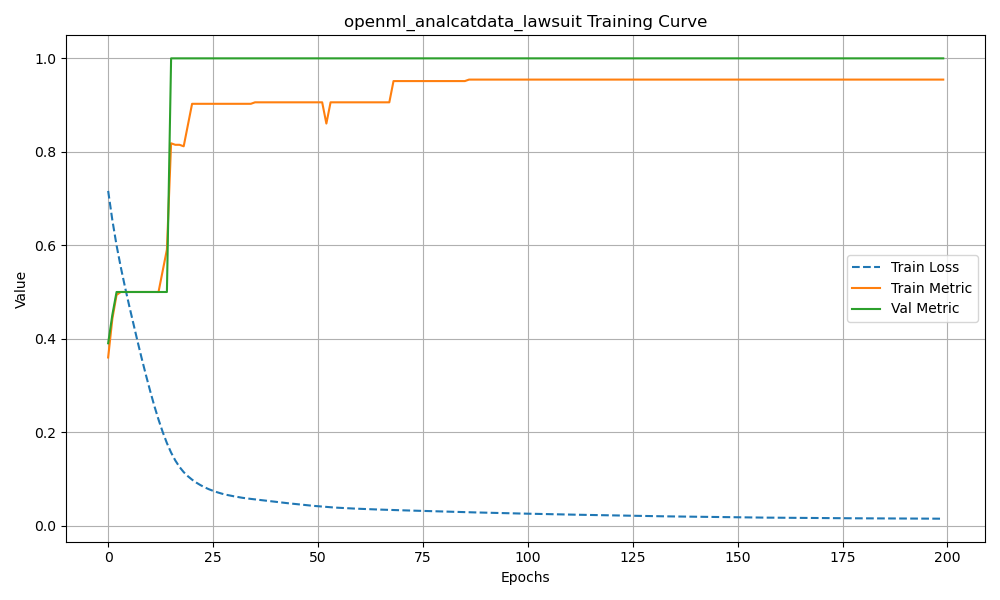 openml_analcatdata_lawsuit Training Curve
Value
1.0
0.8
0.6
0.4
0.2
0.0
Train Loss
Train Metric
Val Metric
0 25 50 75 100 125 150 175 200
Epochs